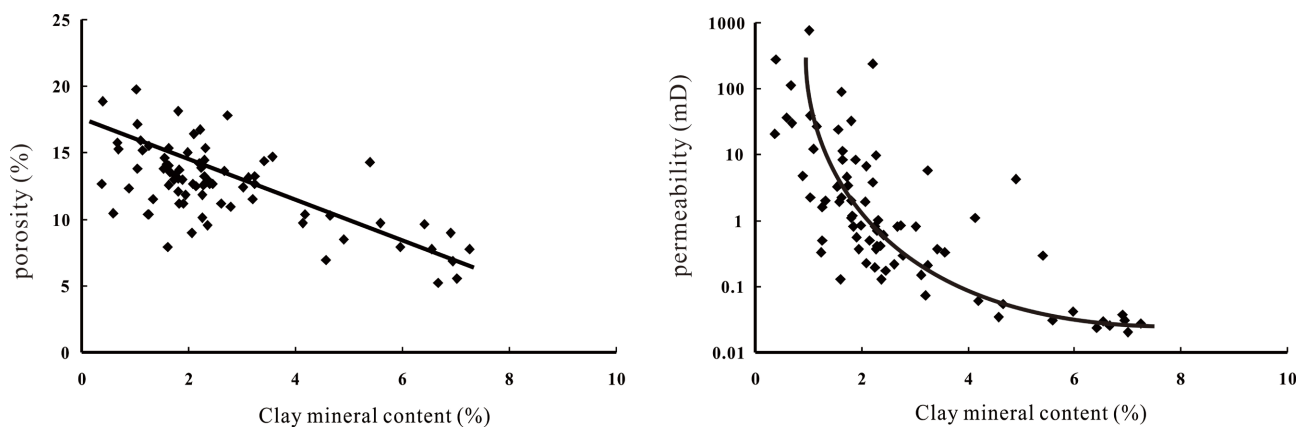 25
20
15
10
5
0
porosity (%)
0 2 4 6 8 10
Clay mineral content (%)
1000
100
10
1
0.1
0.01
permeability (mD)
0 2 4 6 8 10
Clay mineral content (%)